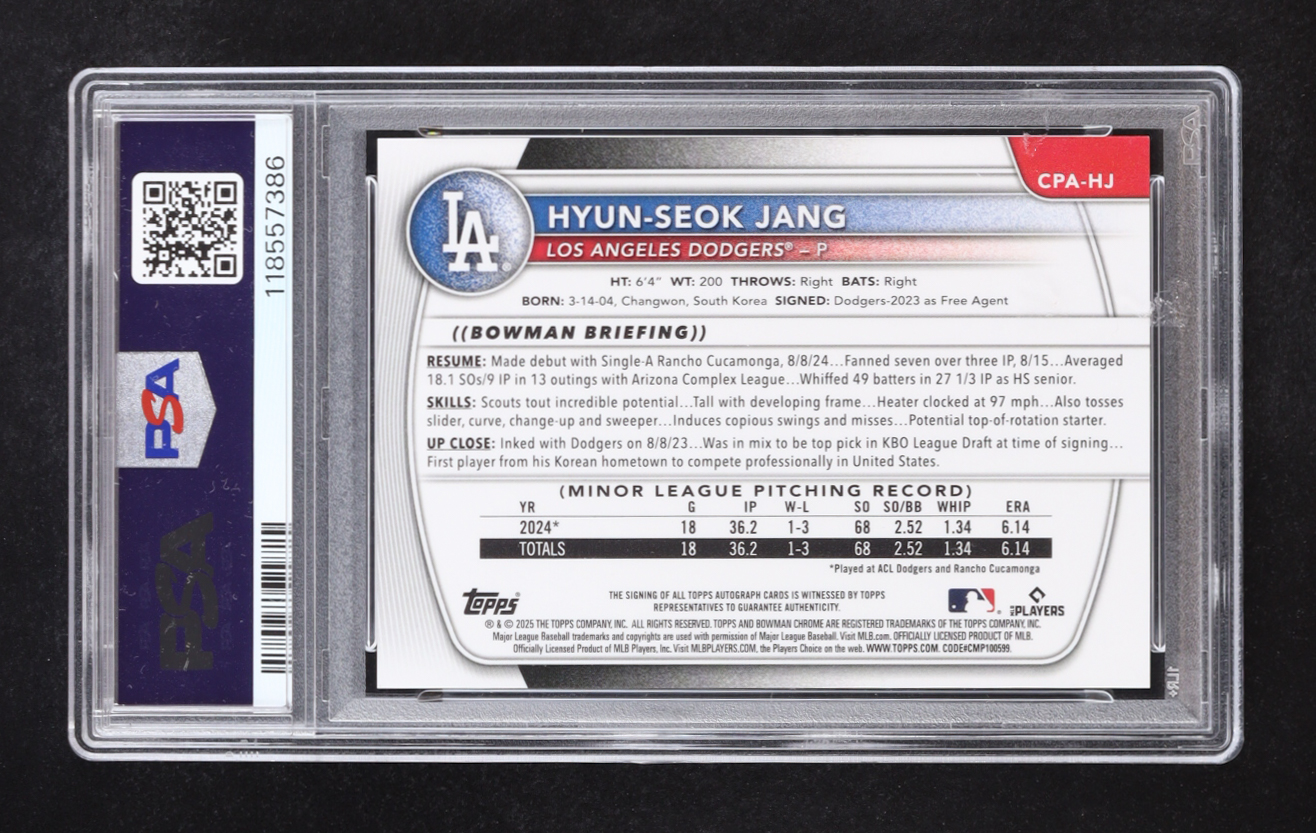 118557386
PSA
PSA
PSA
CPA-HJ
LA
HYUN-SEOK JANG
LOS ANGELES DODGERS® – P
HT: 6'4" WT: 200 THROWS: Right BATS: Right
BORN: 3-14-04, Changwon, South Korea SIGNED: Dodgers-2023 as Free Agent
((BOWMAN BRIEFING))
RESUME: Made debut with Single-A Rancho Cucamonga, 8/8/24...Fanned seven over three IP, 8/15...Averaged
18.1 SOs/9 IP in 13 outings with Arizona Complex League...Whiffed 49 batters in 27 1/3 IP as HS senior.
SKILLS: Scouts tout incredible potential...Tall with developing frame...Heater clocked at 97 mph...Also tosses
slider, curve, change-up and sweeper...Induces copious swings and misses...Potential top-of-rotation starter.
UP CLOSE: Inked with Dodgers on 8/8/23...Was in mix to be top pick in KBO League Draft at time of signing...
First player from his Korean hometown to compete professionally in United States.
(MINOR LEAGUE PITCHING RECORD)
YR G IP W-L SO SO/BB WHIP ERA
2024* 18 36.2 1-3 68 2.52 1.34 6.14
TOTALS 18 36.2 1-3 68 2.52 1.34 6.14
*Played at ACL Dodgers and Rancho Cucamonga
Topps®
THE SIGNING OF ALL TOPPS AUTOGRAPH CARDS IS WITNESSED BY TOPPS
REPRESENTATIVES TO GUARANTEE AUTHENTICITY.
MLB PLAYERS
® & © 2025 THE TOPPS COMPANY, INC. ALL RIGHTS RESERVED. TOPPS AND BOWMAN CHROME ARE REGISTERED TRADEMARKS OF THE TOPPS COMPANY, INC.
Major League Baseball trademarks and copyrights are used with permission of Major League Baseball. Visit MLB.com. OFFICIALLY LICENSED PRODUCT OF MLB.
Officially Licensed Product of MLB Players, Inc. Visit MLBPLAYERS.COM, the Players Choice on the web. WWW.TOPPS.COM. CODE#CMP100599.